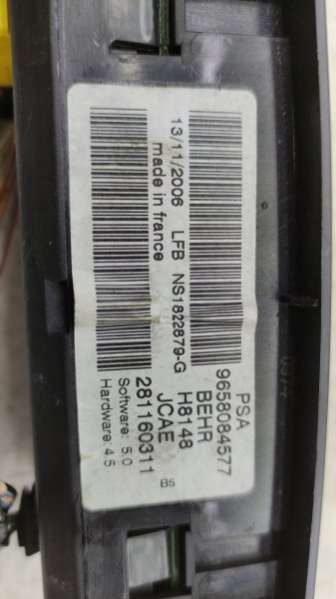 PSA
9658084577
BEHR
H8148
13/11/2006 LFB NS1822879-G
made in france
JCAE
281160311
B5
Software: 5.0
Hardware: 4.5